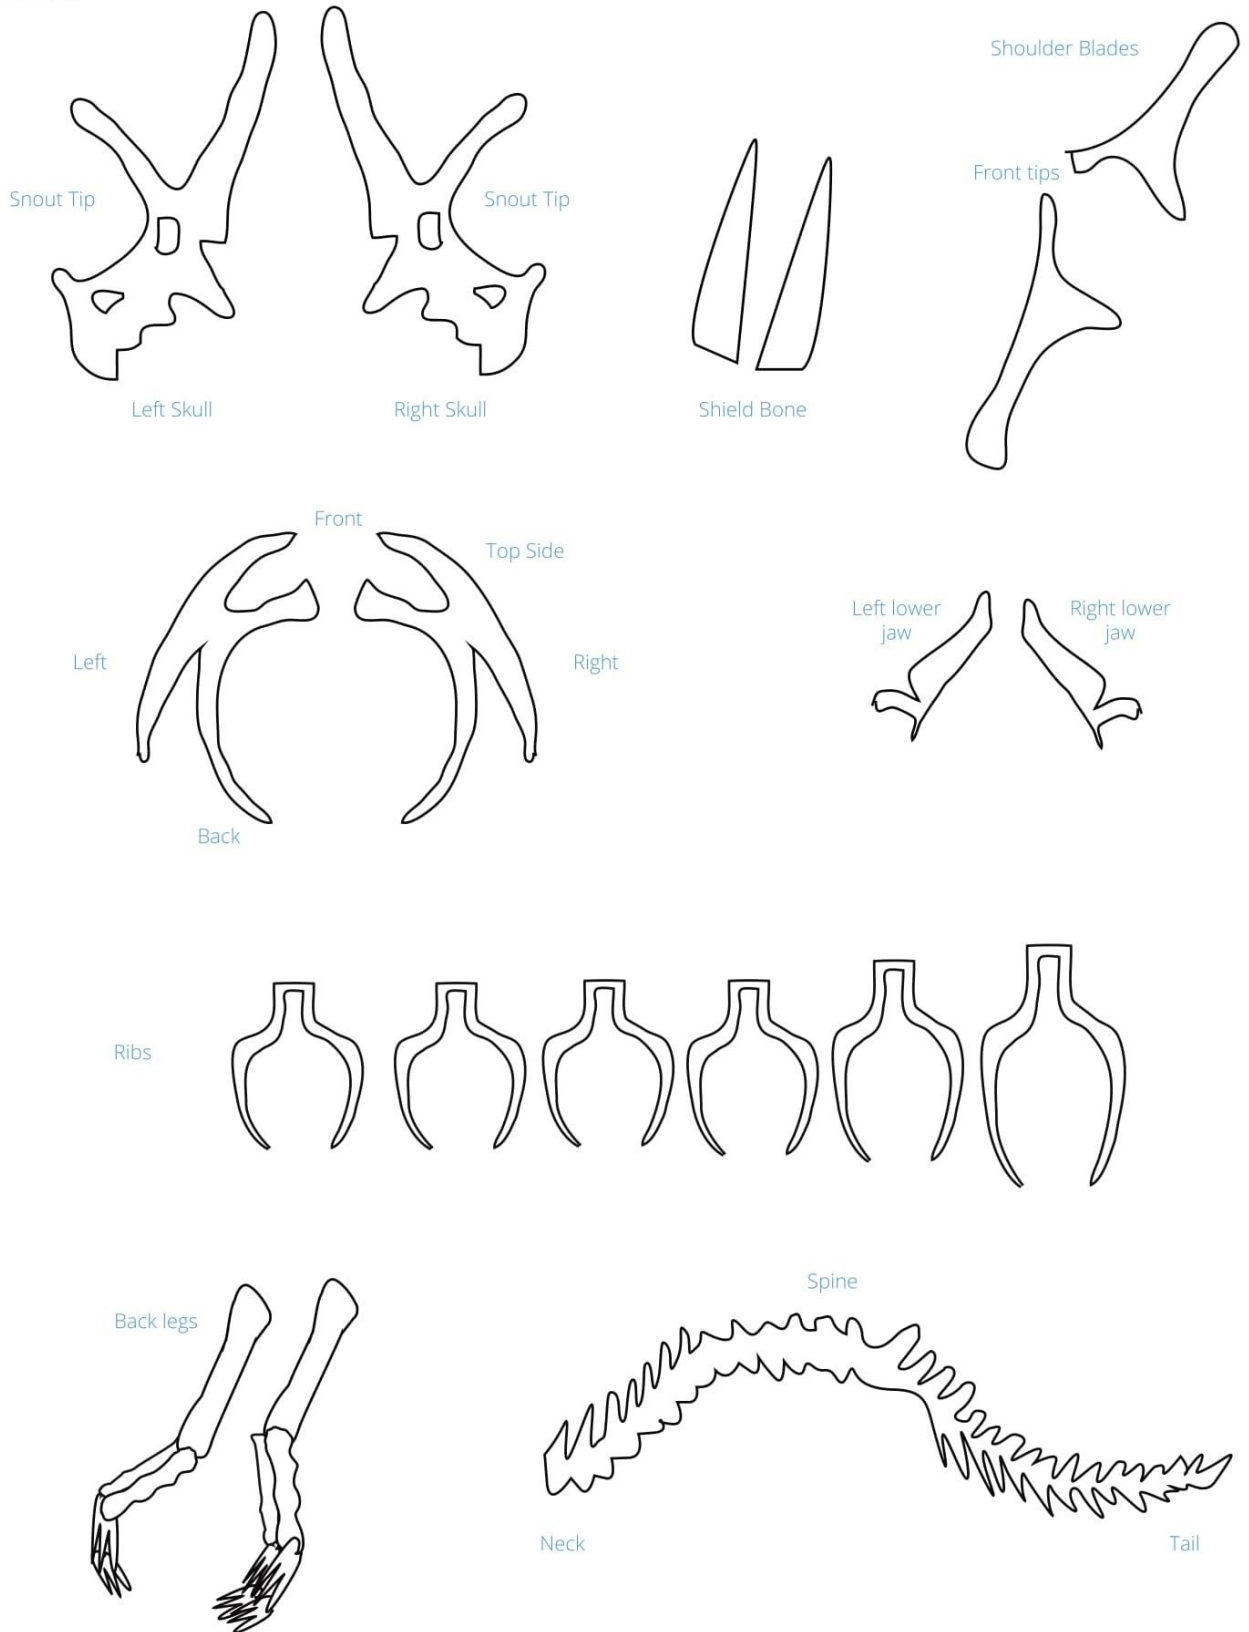 Shoulder Blades
Snout Tip
Snout Tip
Front tips
Left Skull
Right Skull
Shield Bone
Front
Top Side
Left
Right
Back
Left lower
jaw
Right lower
jaw
Ribs
Back legs
Spine
Neck
Tail